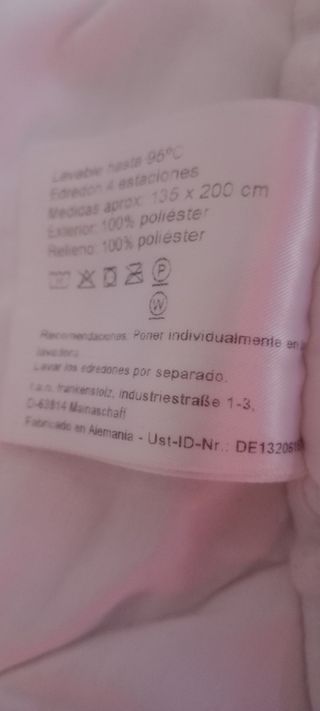 Lavable hasta 95°C
Edredón 4 estaciones
Medidas aprox: 135 x 200 cm
Exterior: 100% poliéster
Relleno: 100% poliéster
P
W
Recomendaciones: Poner individualmente en
lavadora.
Lavar los edredones por separado.
f.a.n. frankenstolz, Industriestraße 1-3,
D-63814 Mainaschaff
Fabricado en Alemania - Ust-ID-Nr.: DE132061